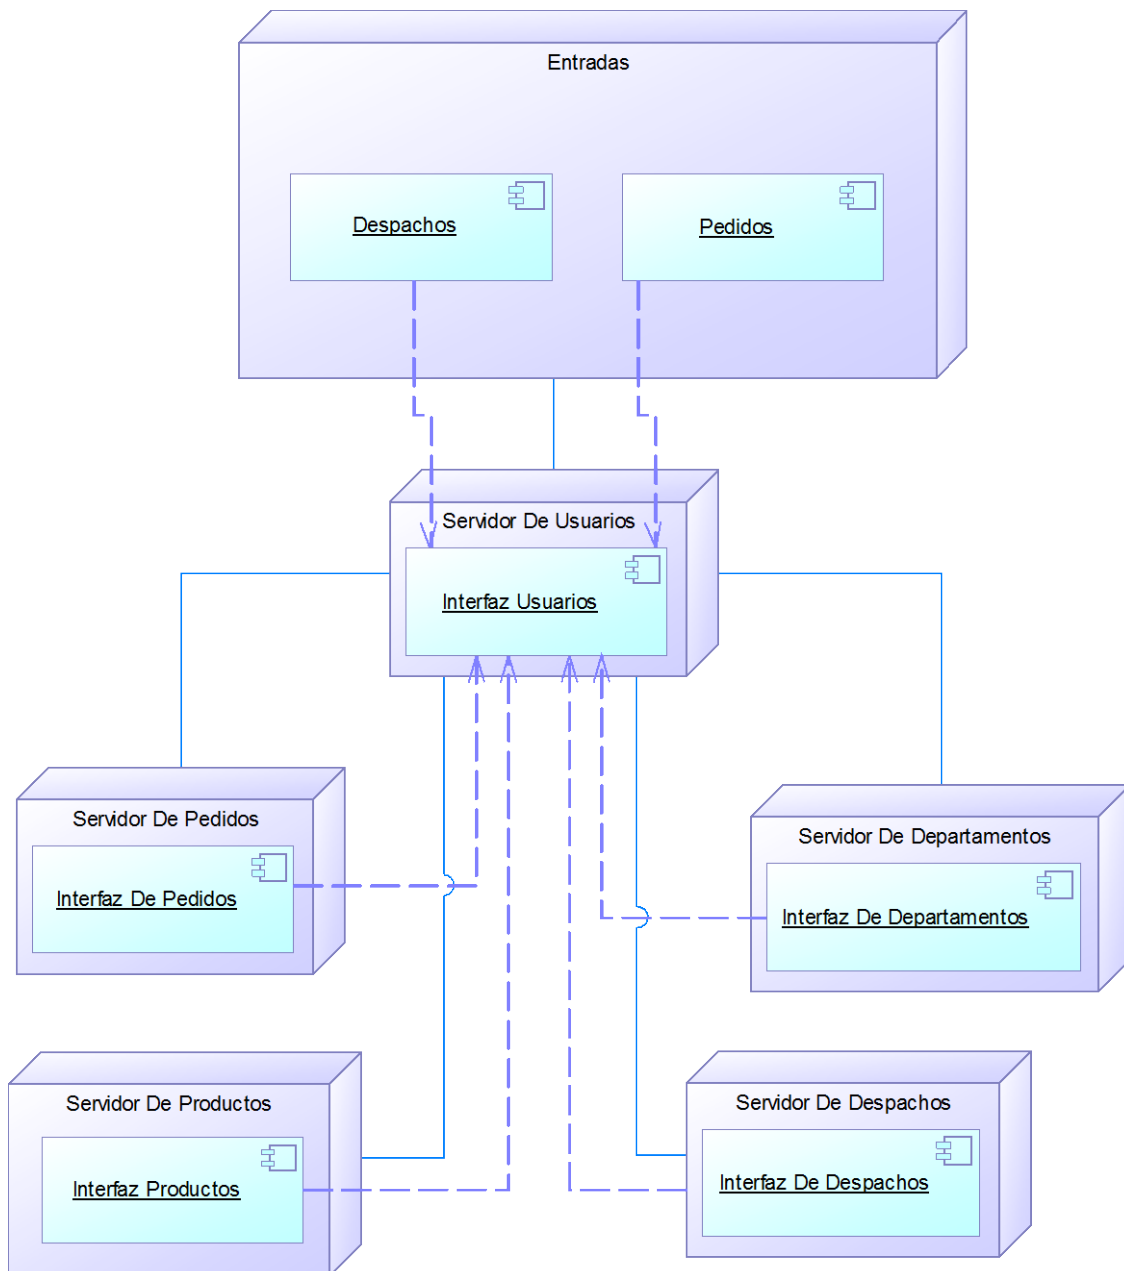 Entradas
Despachos
Pedidos
Servidor De Usuarios
Interfaz Usuarios
Servidor De Pedidos
Interfaz De Pedidos
Servidor De Departamentos
Interfaz De Departamentos
Servidor De Productos
Interfaz Productos
Servidor De Despachos
Interfaz De Despachos